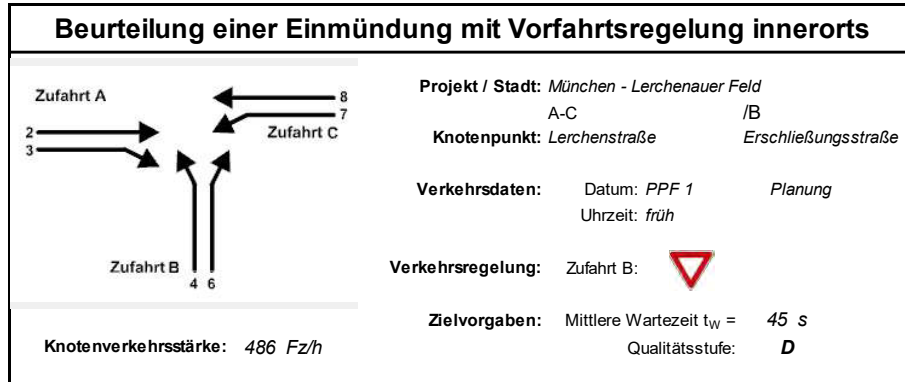 Beurteilung einer Einmündung mit Vorfahrtsregelung innerorts
Zufahrt A
8
7
Zufahrt C
2
3
Zufahrt B
4 6
Knotenverkehrsstärke: 486 Fz/h
Projekt / Stadt: München - Lerchenauer Feld
A-C /B
Knotenpunkt: Lerchenstraße Erschließungsstraße
Verkehrsdaten: Datum: PPF 1 Planung
Uhrzeit: früh
Verkehrsregelung: Zufahrt B:
Zielvorgaben: Mittlere Wartezeit tW = 45 s
Qualitätsstufe: D